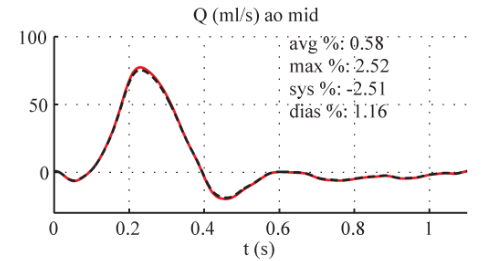 Q (ml/s) ao mid
100
avg %: 0.58
max %: 2.52
sys %: -2.51
50
dias %: 1.16
0
0 0.2 0.4 0.6 0.8 1
t (s)